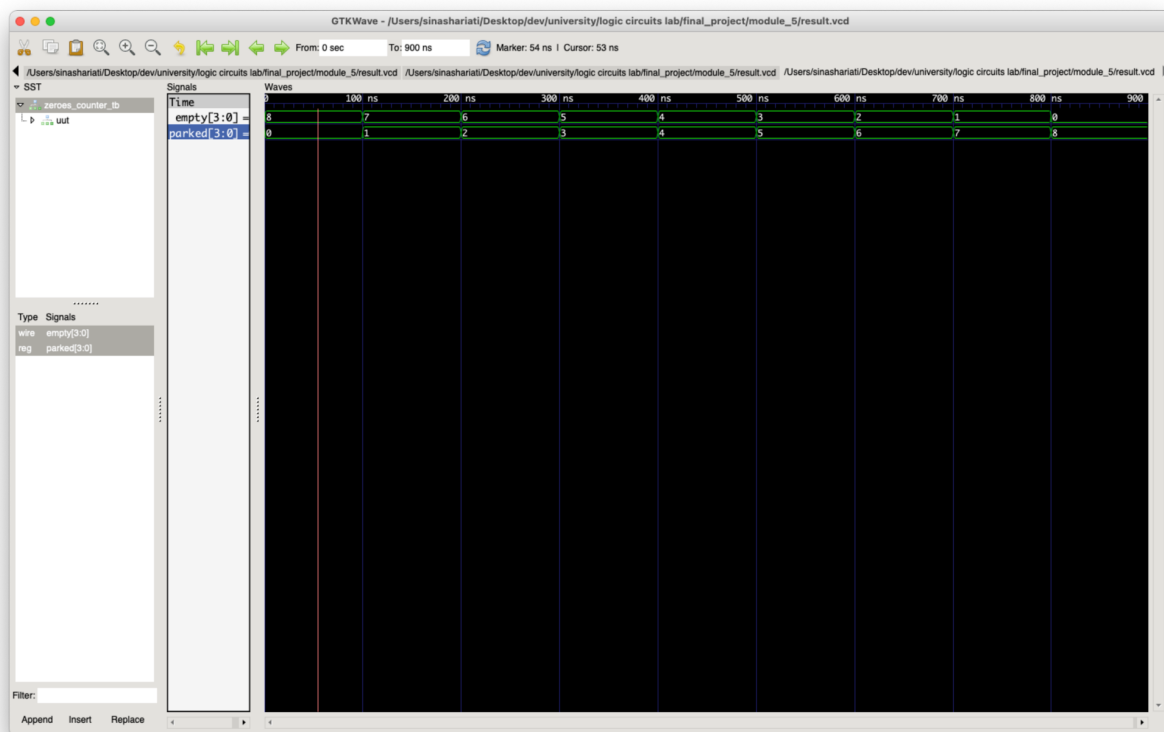 GTKWave - /Users/sinashariati/Desktop/dev/university/logic circuits lab/final_project/module_5/result.vcd
From: 0 sec To: 900 ns Marker: 54 ns | Cursor: 53 ns
/Users/sinashariati/Desktop/dev/university/logic circuits lab/final_project/module_5/result.vcd /Users/sinashariati/Desktop/dev/university/logic circuits lab/final_project/module_5/result.vcd /Users/sinashariati/Desktop/dev/university/logic circuits lab/final_project/module_5/result.vcd
SST
zeroes_counter_tb
uut
Type Signals
wire empty[3:0]
reg parked[3:0]
Filter:
Append Insert Replace
Signals
Time
empty[3:0] =
parked[3:0] =
Waves
0 100 ns 200 ns 300 ns 400 ns 500 ns 600 ns 700 ns 800 ns 900
8 7 6 5 4 3 2 1 0
0 1 2 3 4 5 6 7 8